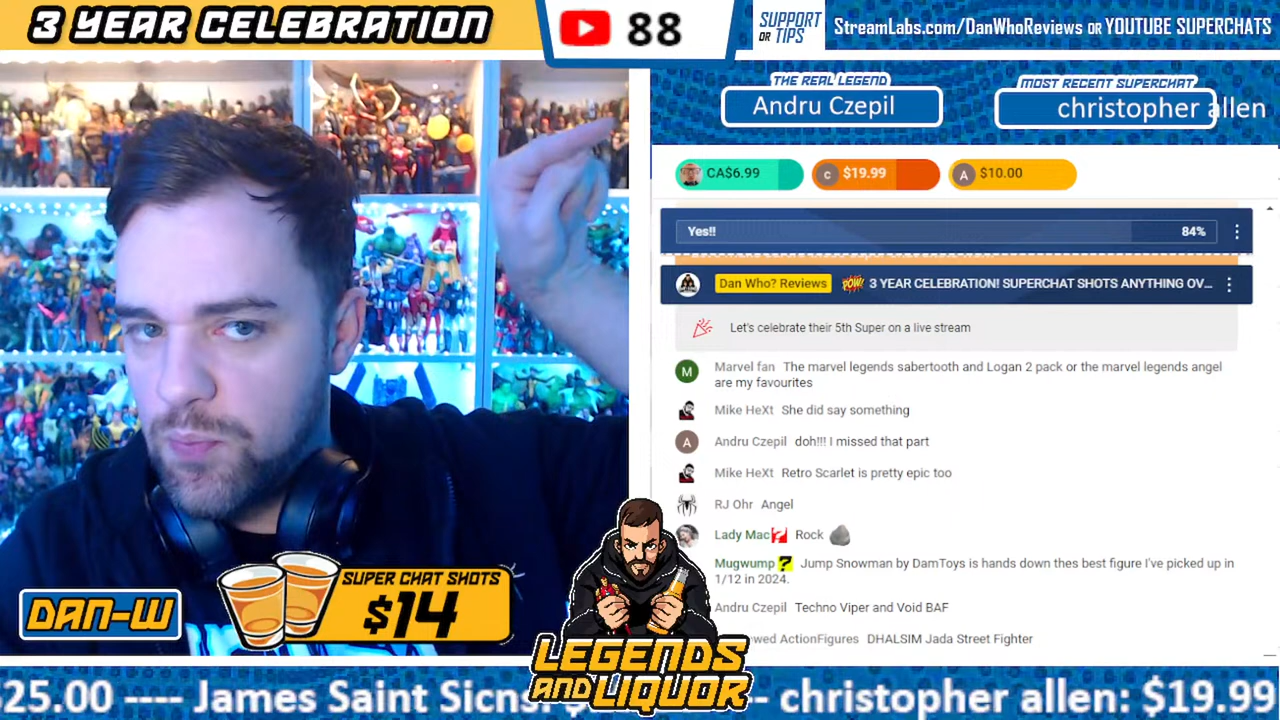 3 YEAR CELEBRATION
88
SUPPORT
OR TIPS
StreamLabs.com/DanWhoReviews OR YOUTUBE SUPERCHATS
THE REAL LEGEND
Andru Czepil
MOST RECENT SUPERCHAT
christopher allen
CA$6.99
C $19.99
A $10.00
Yes!! 84%
Dan Who? Reviews POW! 3 YEAR CELEBRATION! SUPERCHAT SHOTS ANYTHING OV...
Let's celebrate their 5th Super on a live stream
M Marvel fan The marvel legends sabertooth and Logan 2 pack or the marvel legends angel
are my favourites
Mike HeXt She did say something
A Andru Czepil doh!!! I missed that part
Mike HeXt Retro Scarlet is pretty epic too
RJ Ohr Angel
Lady Mac Rock
Mugwump ? Jump Snowman by DamToys is hands down thes best figure I've picked up in
1/12 in 2024.
Andru Czepil Techno Viper and Void BAF
ewed ActionFigures DHALSIM Jada Street Fighter
DAN-W
SUPER CHAT SHOTS
$14
LEGENDS
AND LIQUOR
$25.00 ---- James Saint
-- christopher allen: $19.99